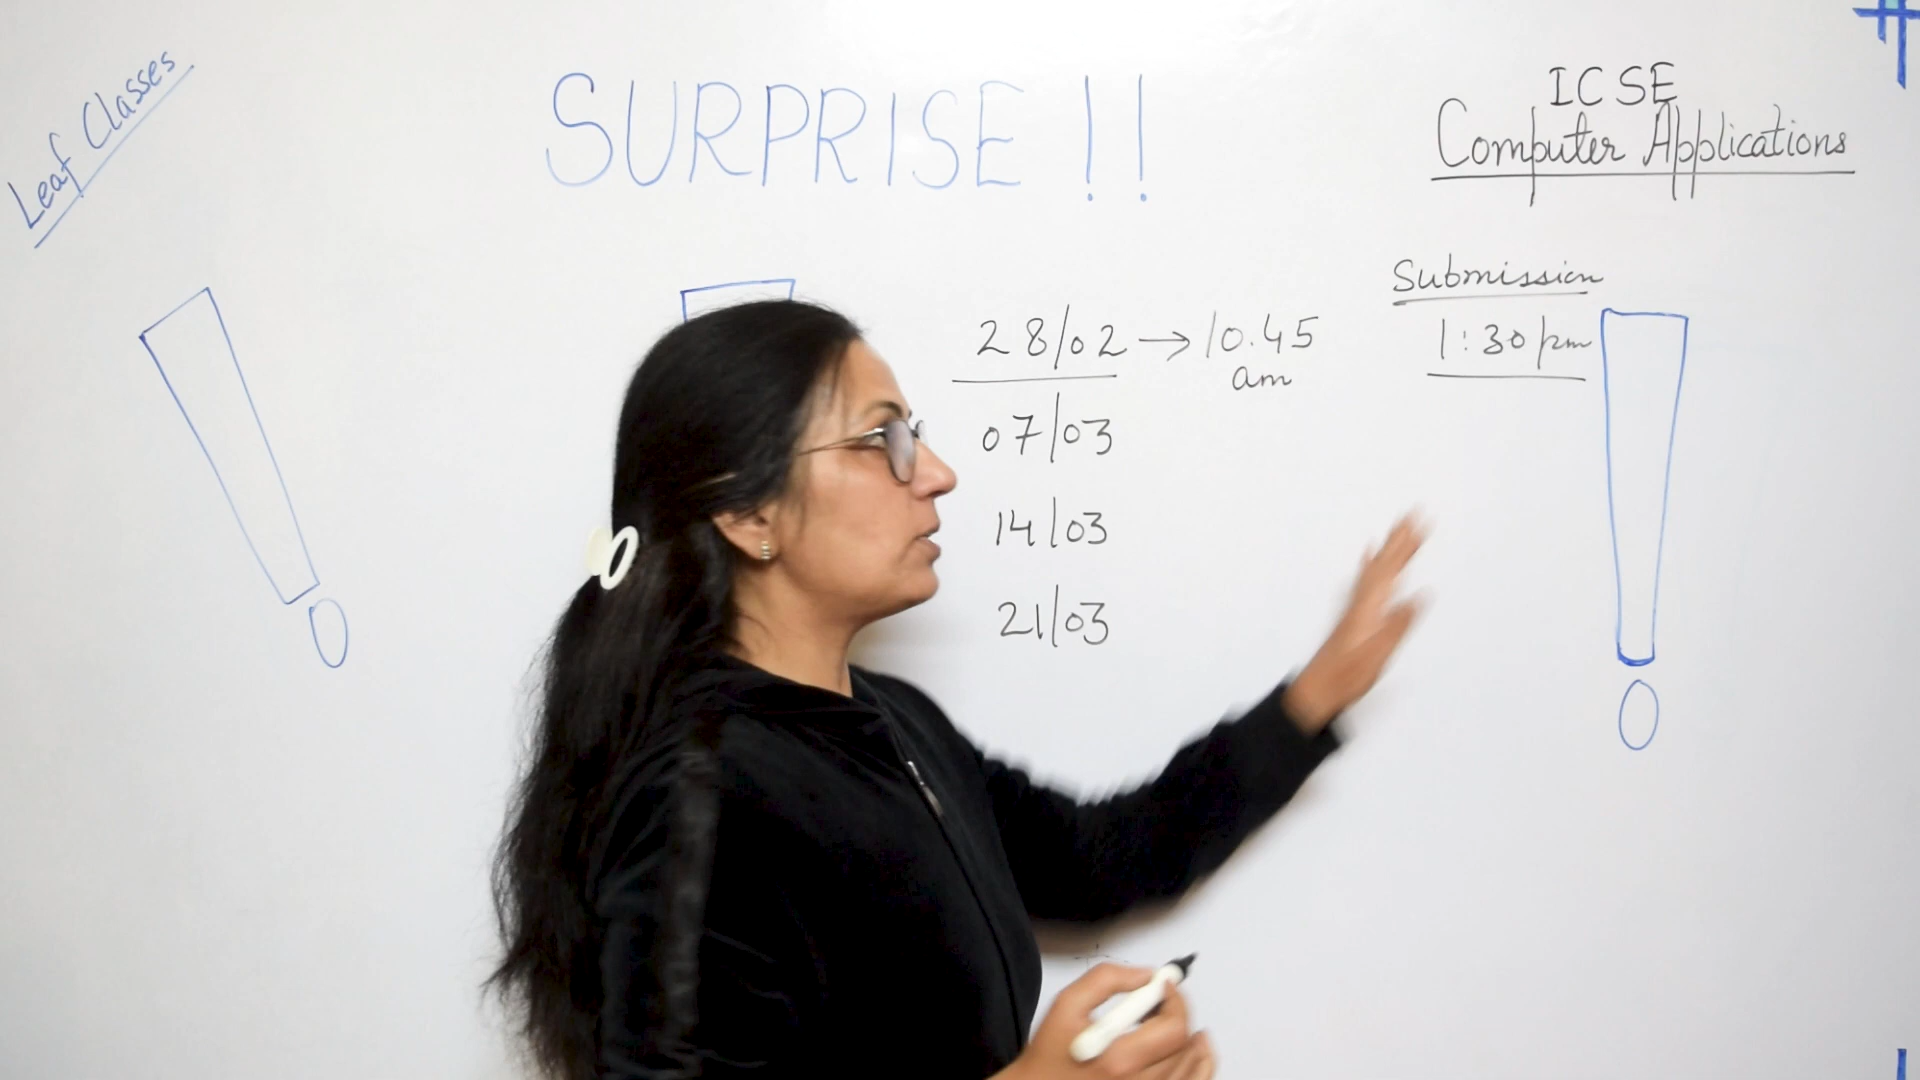 Leaf Classes
SURPRISE !!
ICSE
Computer Applications
Submission
28/02 → 10.45 am
1:30 pm
07/03
14/03
21/03